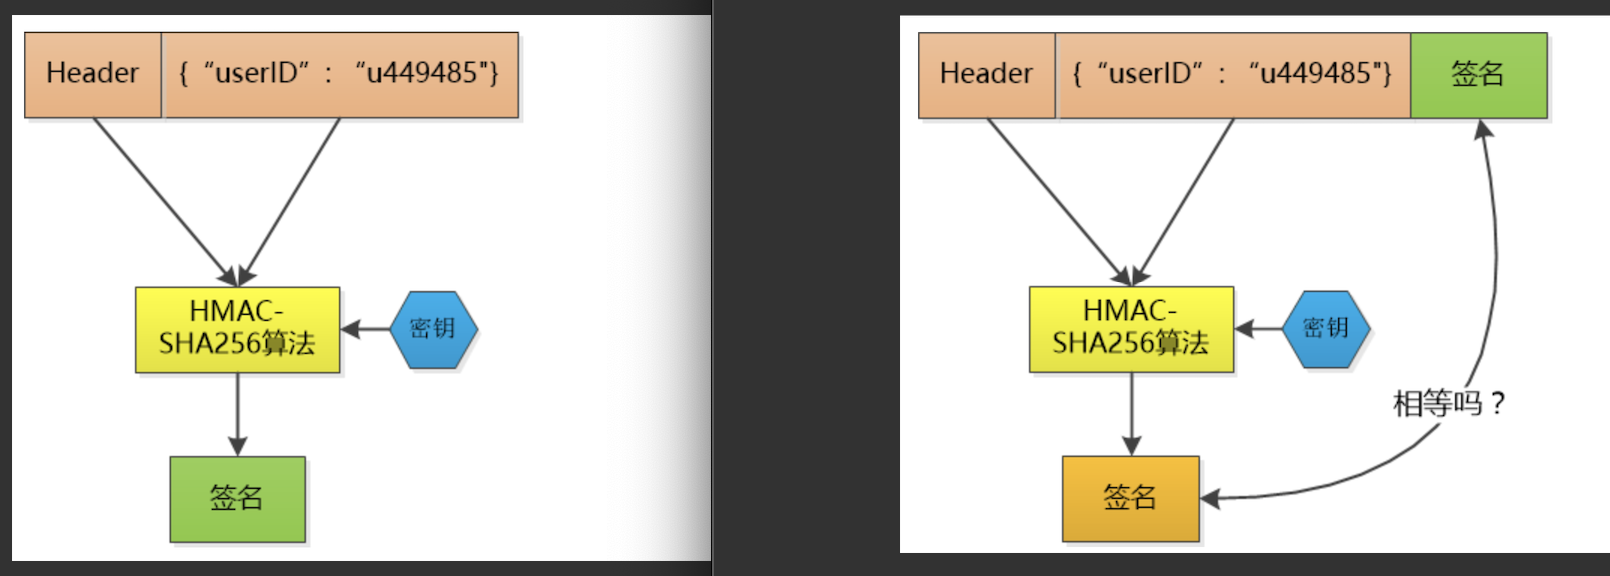 Header
{ “userID” : “u449485"}
HMAC-
SHA256算法
密钥
签名
Header
{ “userID” : “u449485"}
签名
HMAC-
SHA256算法
密钥
相等吗？
签名